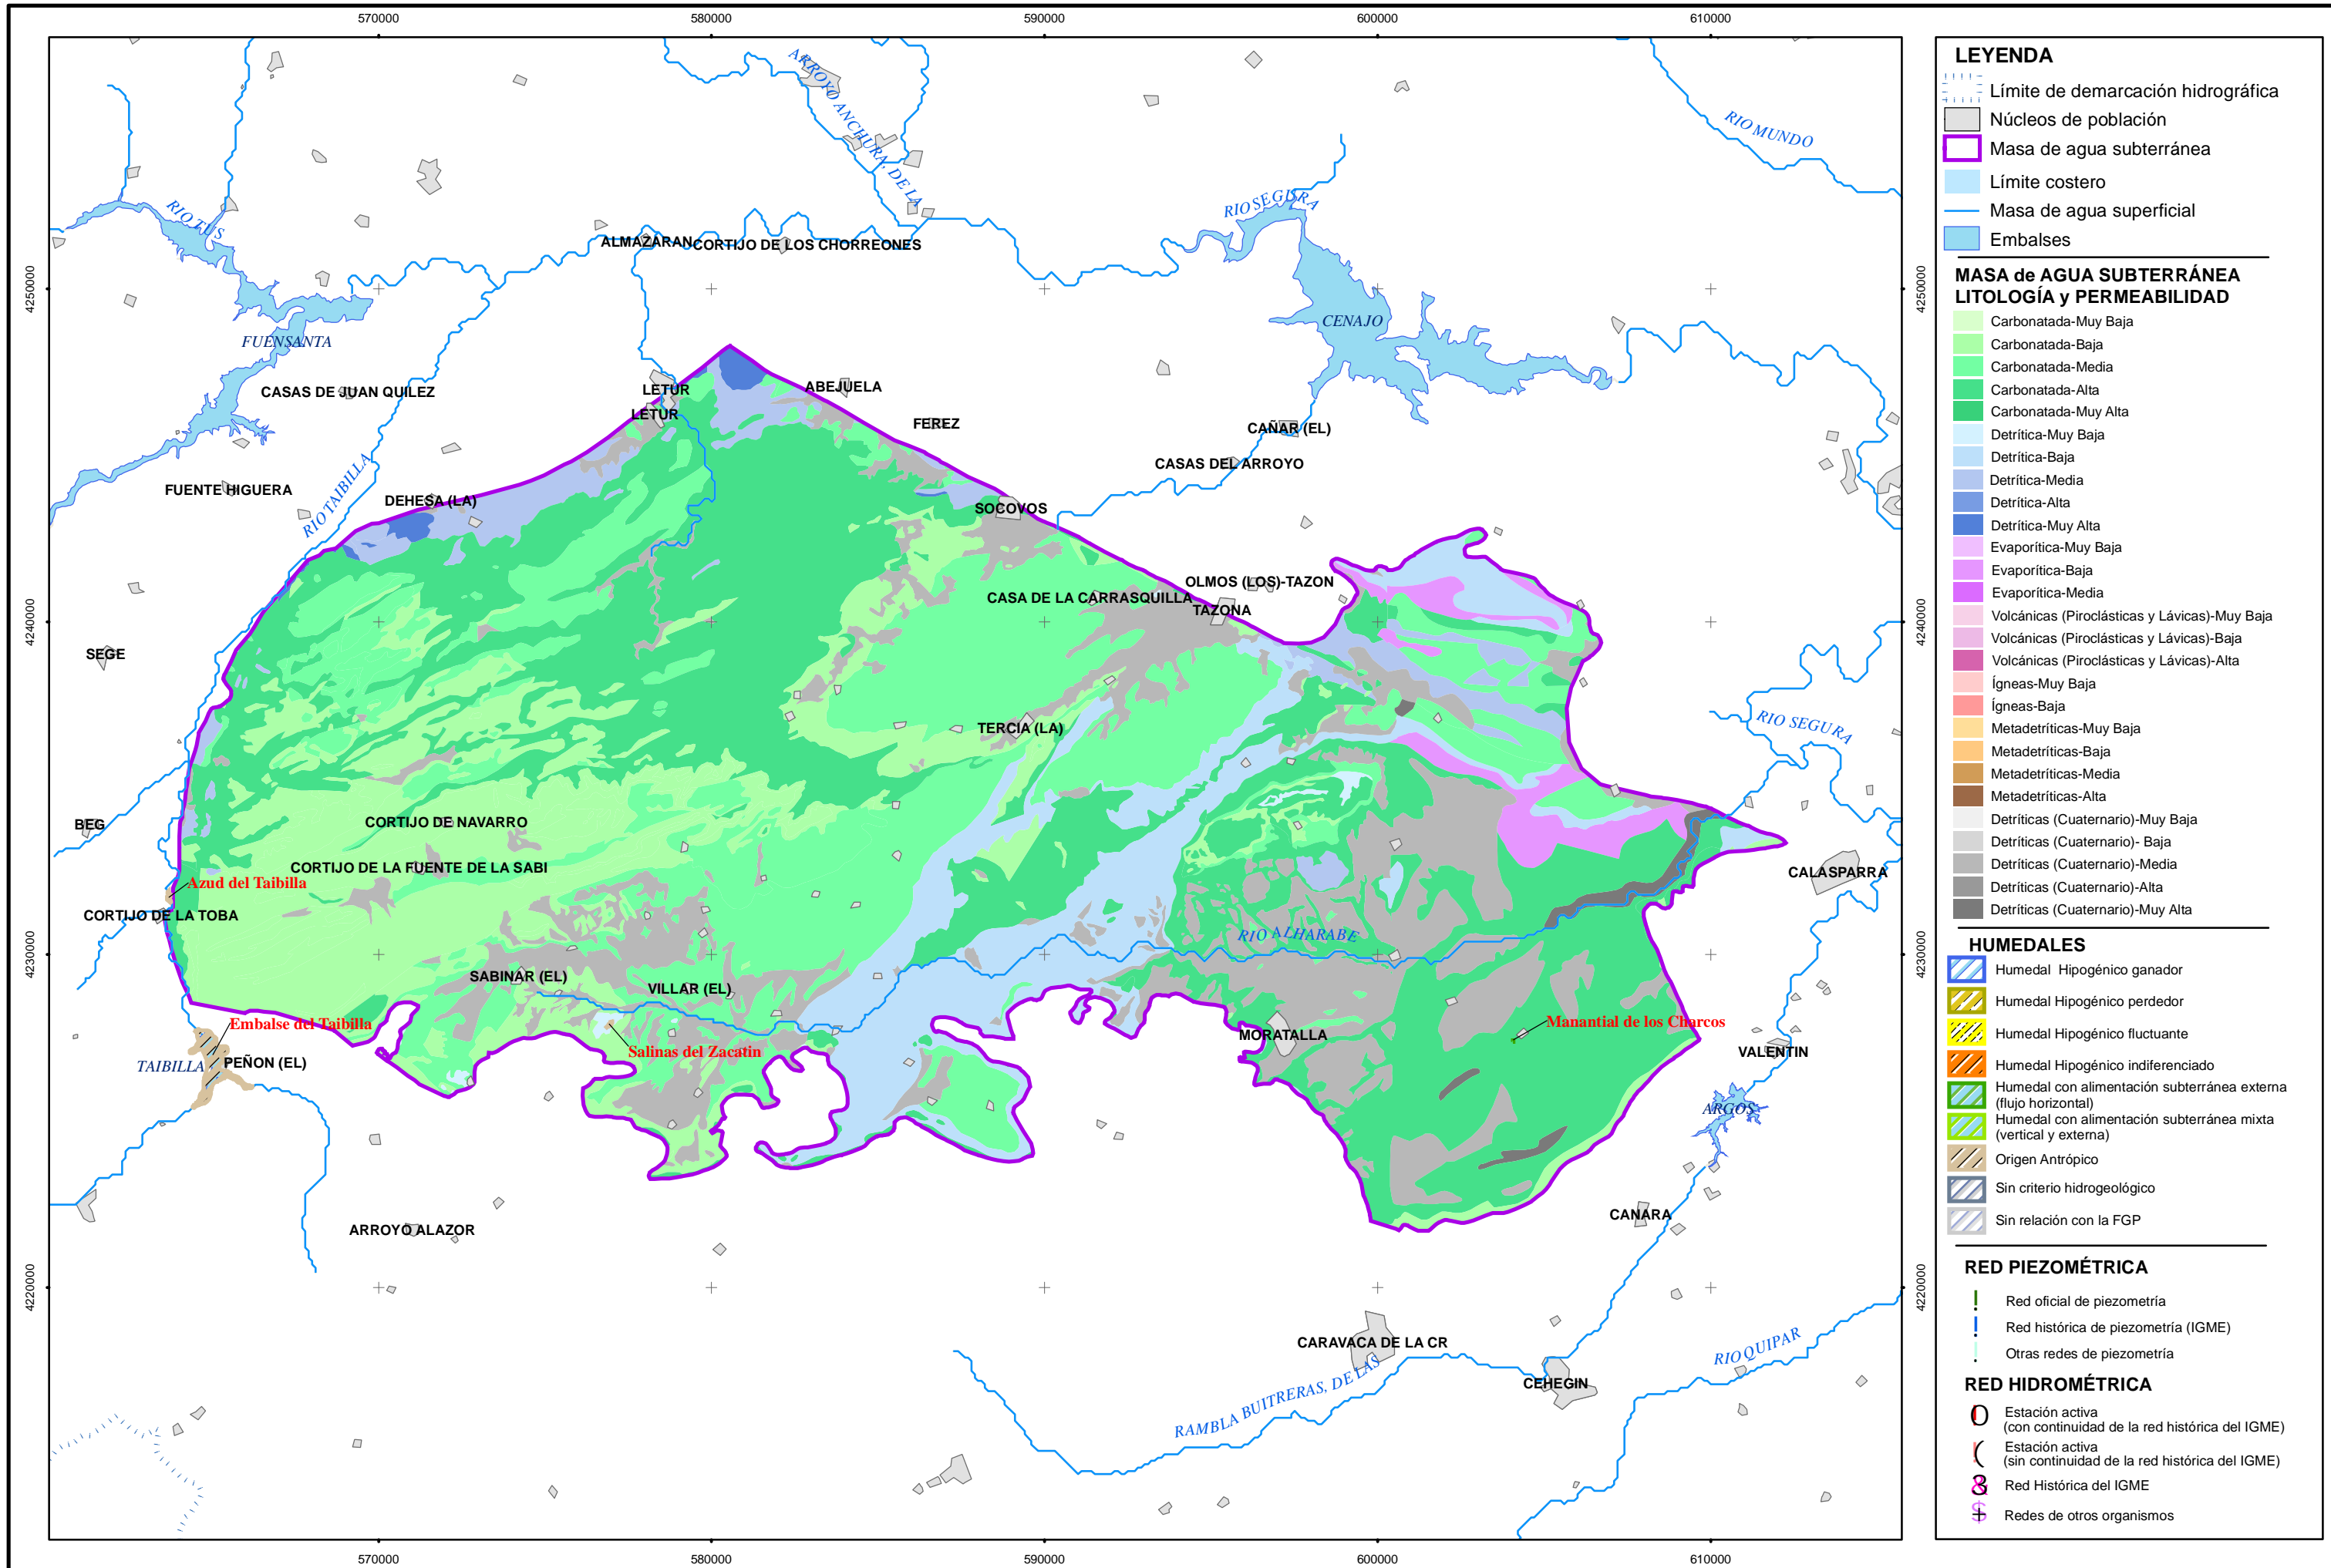 570000
580000
590000
600000
610000
ARROYO ANCHURA, DE LA
RIO MUNDO
RIO TUS
RIO SEGURA
ALMAZARAN
CORTIJO DE LOS CHORREONES
4250000
4250000
FUENSANTA
CENAJO
CASAS DE JUAN QUILEZ
LETUR
ABEJUELA
LETUR
FEREZ
CAÑAR (EL)
CASAS DEL ARROYO
FUENTE HIGUERA
RIO TAIBILLA
DEHESA (LA)
SOCOVOS
OLMOS (LOS)-TAZON
CASA DE LA CARRASQUILLA
TAZONA
4240000
4240000
SEGE
TERCIA (LA)
RIO SEGURA
BEG
CORTIJO DE NAVARRO
CORTIJO DE LA FUENTE DE LA SABI
CALASPARRA
Azud del Taibilla
CORTIJO DE LA TOBA
RIO ALHARABE
4230000
4230000
SABINAR (EL)
VILLAR (EL)
Embalse del Taibilla
Manantial de los Charcos
MORATALLA
Salinas del Zacatin
VALENTIN
TAIBILLA
PEÑON (EL)
ARGOS
CANARA
ARROYO ALAZOR
4220000
4220000
CARAVACA DE LA CR
RIO QUIPAR
CEHEGIN
RAMBLA BUITRERAS, DE LAS
570000
580000
590000
600000
610000
LEYENDA
Límite de demarcación hidrográfica
Núcleos de población
Masa de agua subterránea
Límite costero
Masa de agua superficial
Embalses
MASA de AGUA SUBTERRÁNEA
LITOLOGÍA y PERMEABILIDAD
Carbonatada-Muy Baja
Carbonatada-Baja
Carbonatada-Media
Carbonatada-Alta
Carbonatada-Muy Alta
Detrítica-Muy Baja
Detrítica-Baja
Detrítica-Media
Detrítica-Alta
Detrítica-Muy Alta
Evaporítica-Muy Baja
Evaporítica-Baja
Evaporítica-Media
Volcánicas (Piroclásticas y Lávicas)-Muy Baja
Volcánicas (Piroclásticas y Lávicas)-Baja
Volcánicas (Piroclásticas y Lávicas)-Alta
Ígneas-Muy Baja
Ígneas-Baja
Metadetríticas-Muy Baja
Metadetríticas-Baja
Metadetríticas-Media
Metadetríticas-Alta
Detríticas (Cuaternario)-Muy Baja
Detríticas (Cuaternario)- Baja
Detríticas (Cuaternario)-Media
Detríticas (Cuaternario)-Alta
Detríticas (Cuaternario)-Muy Alta
HUMEDALES
Humedal Hipogénico ganador
Humedal Hipogénico perdedor
Humedal Hipogénico fluctuante
Humedal Hipogénico indiferenciado
Humedal con alimentación subterránea externa
(flujo horizontal)
Humedal con alimentación subterránea mixta
(vertical y externa)
Origen Antrópico
Sin criterio hidrogeológico
Sin relación con la FGP
RED PIEZOMÉTRICA
Red oficial de piezometría
Red histórica de piezometría (IGME)
Otras redes de piezometría
RED HIDROMÉTRICA
Estación activa
(con continuidad de la red histórica del IGME)
Estación activa
(sin continuidad de la red histórica del IGME)
Red Histórica del IGME
Redes de otros organismos